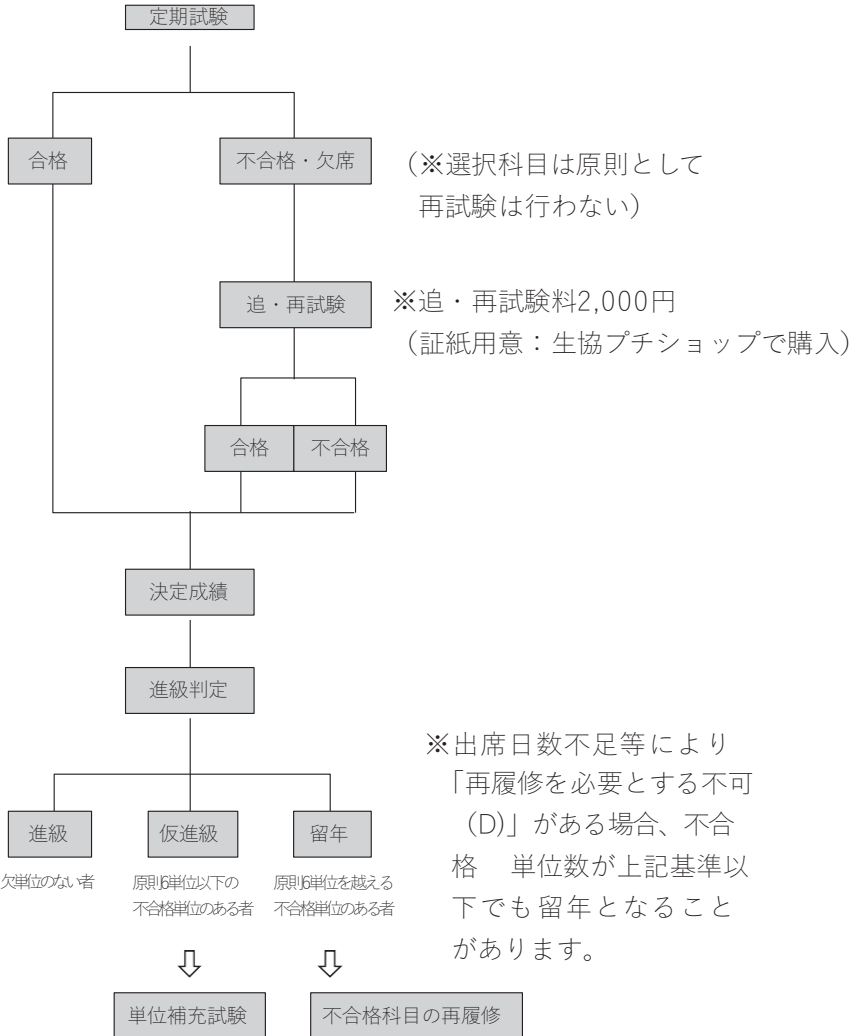 定期試験
合格
不合格・欠席
（※選択科目は原則として
再試験は行わない）
追・再試験
※追・再試験料2,000円
（証紙用意：生協プチショップで購入）
合格
不合格
決定成績
進級判定
進級
仮進級
留年
欠単位のない者
原則6単位以下の
不合格単位のある者
原則6単位を越える
不合格単位のある者
※出席日数不足等により
「再履修を必要とする不可
（D)」がある場合、不合
格　単位数が上記基準以
下でも留年となること
があります。
単位補充試験
不合格科目の再履修